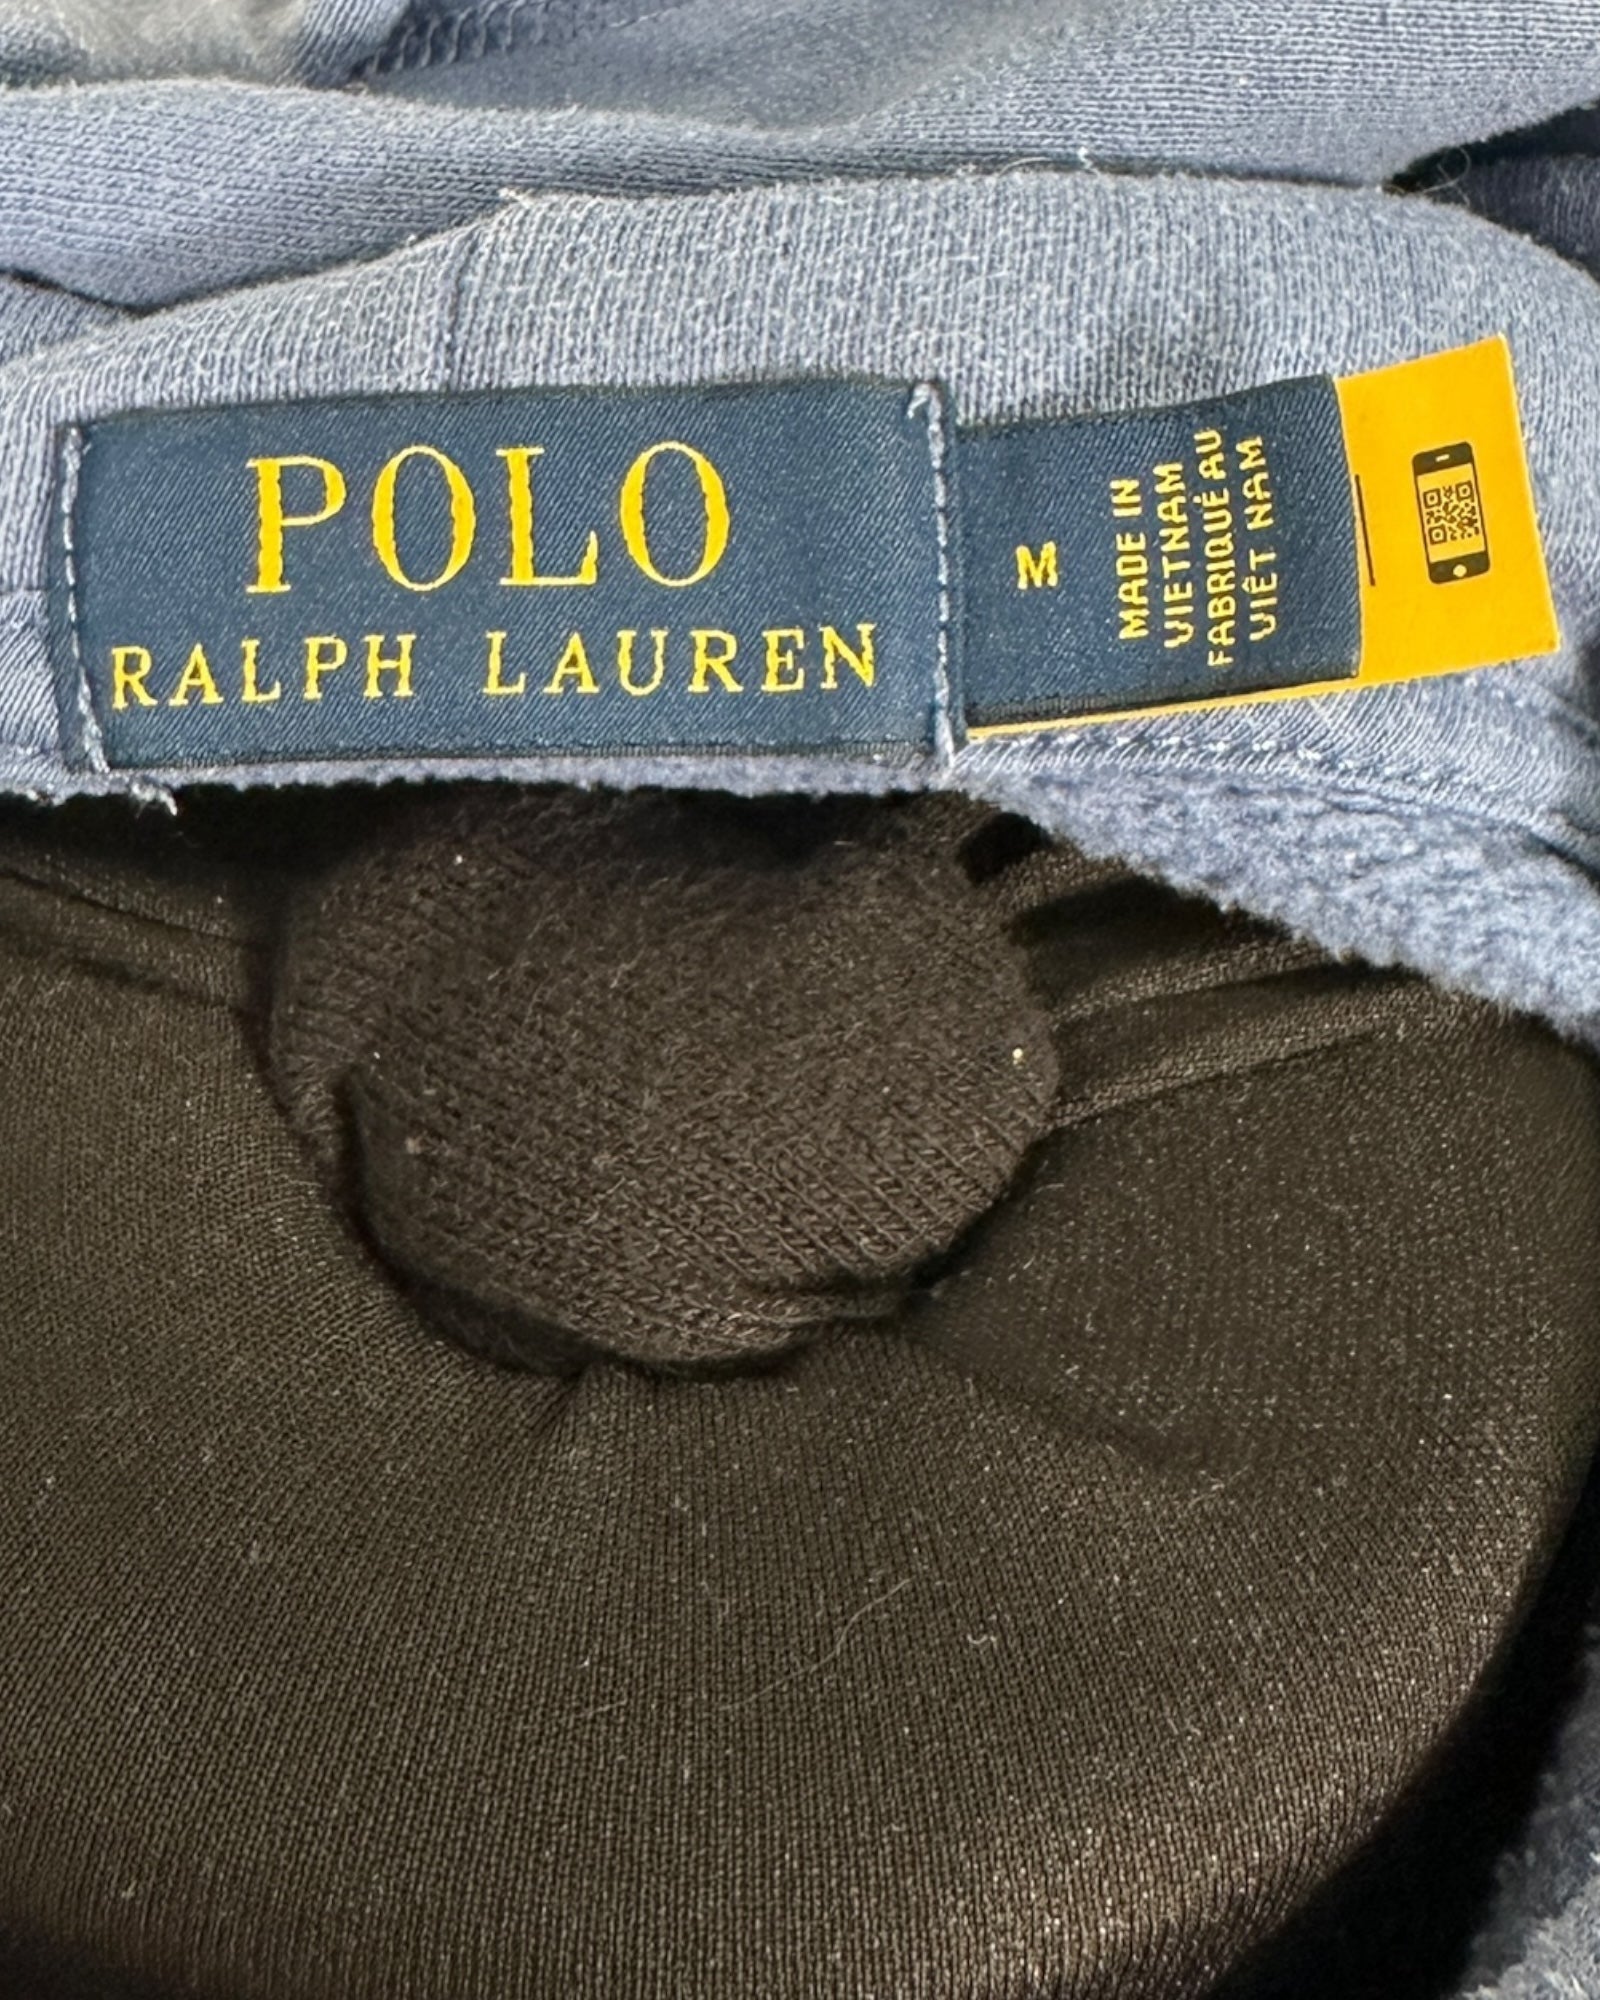 POLO
RALPH LAUREN
M
MADE IN
VIETNAM
FABRIQUÉ AU
VIÊT NAM